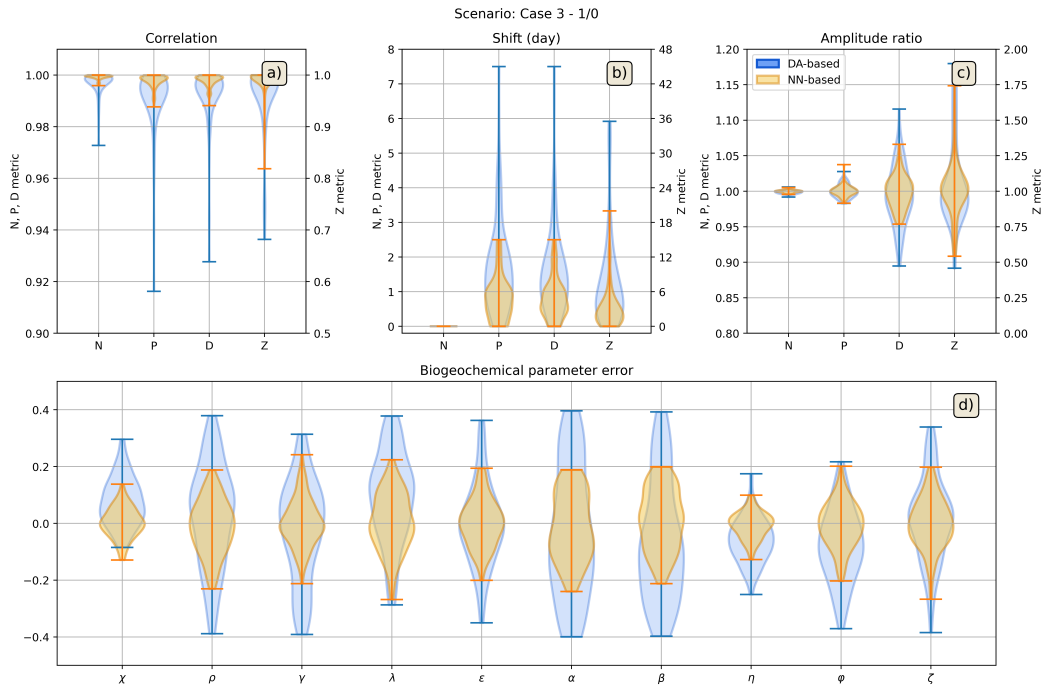 Scenario: Case 3 - 1/0
Correlation
a)
N, P, D metric
1.00
0.98
0.96
0.94
0.92
0.90
N P D Z
1.0
0.9
0.8
0.7
0.6
0.5
Z metric
Shift (day)
b)
N, P, D metric
8
7
6
5
4
3
2
1
0
N P D Z
48
42
36
30
24
18
12
6
0
Z metric
Amplitude ratio
c)
DA-based
NN-based
N, P, D metric
1.20
1.15
1.10
1.05
1.00
0.95
0.90
0.85
0.80
N P D Z
2.00
1.75
1.50
1.25
1.00
0.75
0.50
0.25
0.00
Z metric
Biogeochemical parameter error
d)
0.4
0.2
0.0
−0.2
−0.4
χ ρ γ λ ε α β η φ ζ